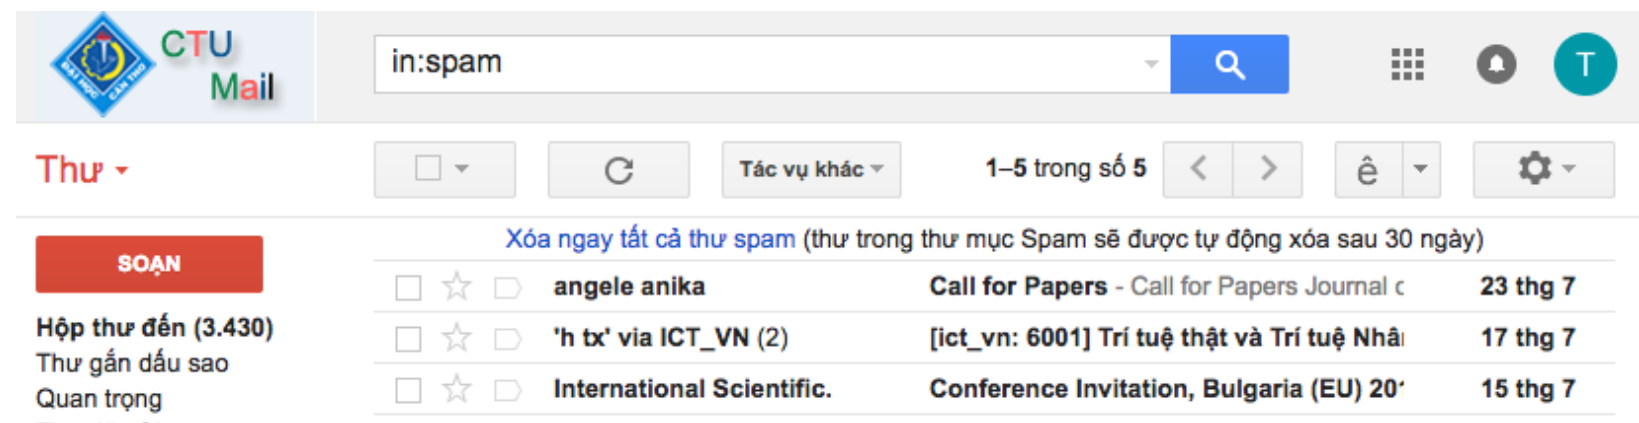 CTU
Mail
ĐẠI HỌC CẦN THƠ
in:spam
T
Thư
Tác vụ khác
1–5 trong số 5
ê
SOẠN
Xóa ngay tất cả thư spam (thư trong thư mục Spam sẽ được tự động xóa sau 30 ngày)
angele anika Call for Papers - Call for Papers Journal 23 thg 7
Hộp thư đến (3.430)
'h tx' via ICT_VN (2) [ict_vn: 6001] Trí tuệ thật và Trí tuệ 17 thg 7
Thư gắn dấu sao
International Scientific. Conference Invitation, Bulgaria (EU) 15 thg 7
Quan trọng